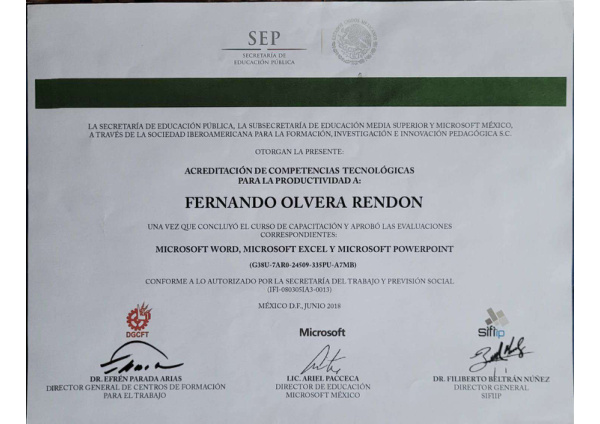 SEP
SECRETARÍA DE
EDUCACIÓN PÚBLICA
LA SECRETARÍA DE EDUCACIÓN PÚBLICA, LA SUBSECRETARÍA DE EDUCACIÓN MEDIA SUPERIOR Y MICROSOFT MÉXICO,
A TRAVÉS DE LA SOCIEDAD IBEROAMERICANA PARA LA FORMACIÓN, INVESTIGACIÓN E INNOVACIÓN PEDAGÓGICA S.C.
OTORGAN LA PRESENTE:
ACREDITACIÓN DE COMPETENCIAS TECNOLÓGICAS
PARA LA PRODUCTIVIDAD A:
FERNANDO OLVERA RENDON
UNA VEZ QUE CONCLUYÓ EL CURSO DE CAPACITACIÓN Y APROBÓ LAS EVALUACIONES
CORRESPONDIENTES:
MICROSOFT WORD, MICROSOFT EXCEL Y MICROSOFT POWERPOINT
(G38U-7AR0-24509-335PU-A7MB)
CONFORME A LO AUTORIZADO POR LA SECRETARÍA DEL TRABAJO Y PREVISIÓN SOCIAL
(IFI-080305IA3-0013)
MÉXICO D.F., JUNIO 2018
DGCFT
Microsoft
Sifiip
DR. EFRÉN PARADA ARIAS
DIRECTOR GENERAL DE CENTROS DE FORMACIÓN
PARA EL TRABAJO
LIC. ARIEL PACCECA
DIRECTOR DE EDUCACIÓN
MICROSOFT MÉXICO
DR. FILIBERTO BELTRÁN NÚÑEZ
DIRECTOR GENERAL
SIFIIP